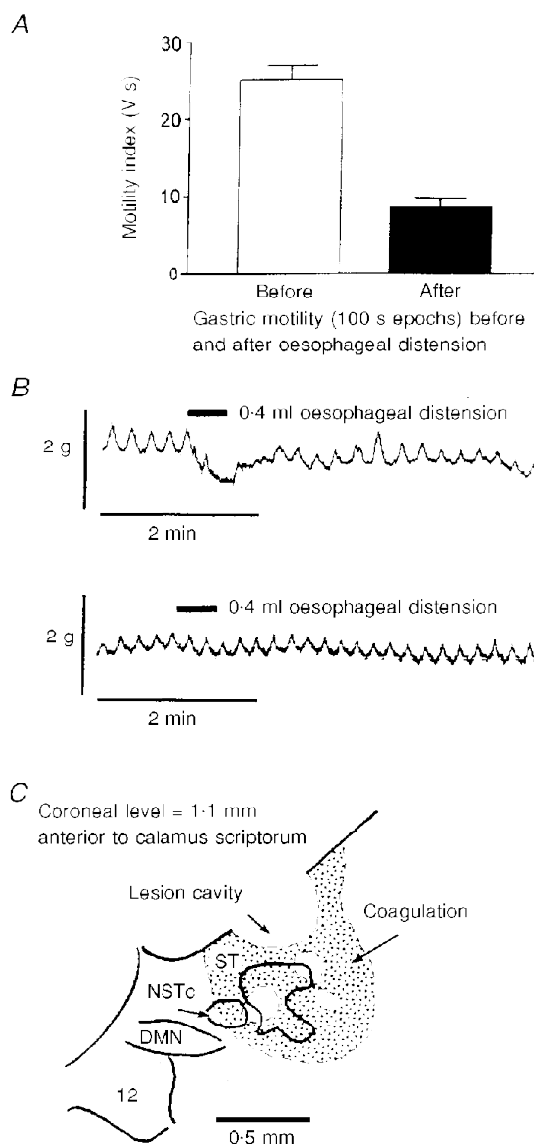 A
30
20
10
0
Motility index (V s)
Before
After
Gastric motility (100 s epochs) before
and after oesophageal distension
B
0·4 ml oesophageal distension
2 g
2 min
0·4 ml oesophageal distension
2 g
2 min
C
Coroneal level = 1·1 mm
anterior to calamus scriptorum
Lesion cavity
Coagulation
ST
NSTc
DMN
12
0·5 mm